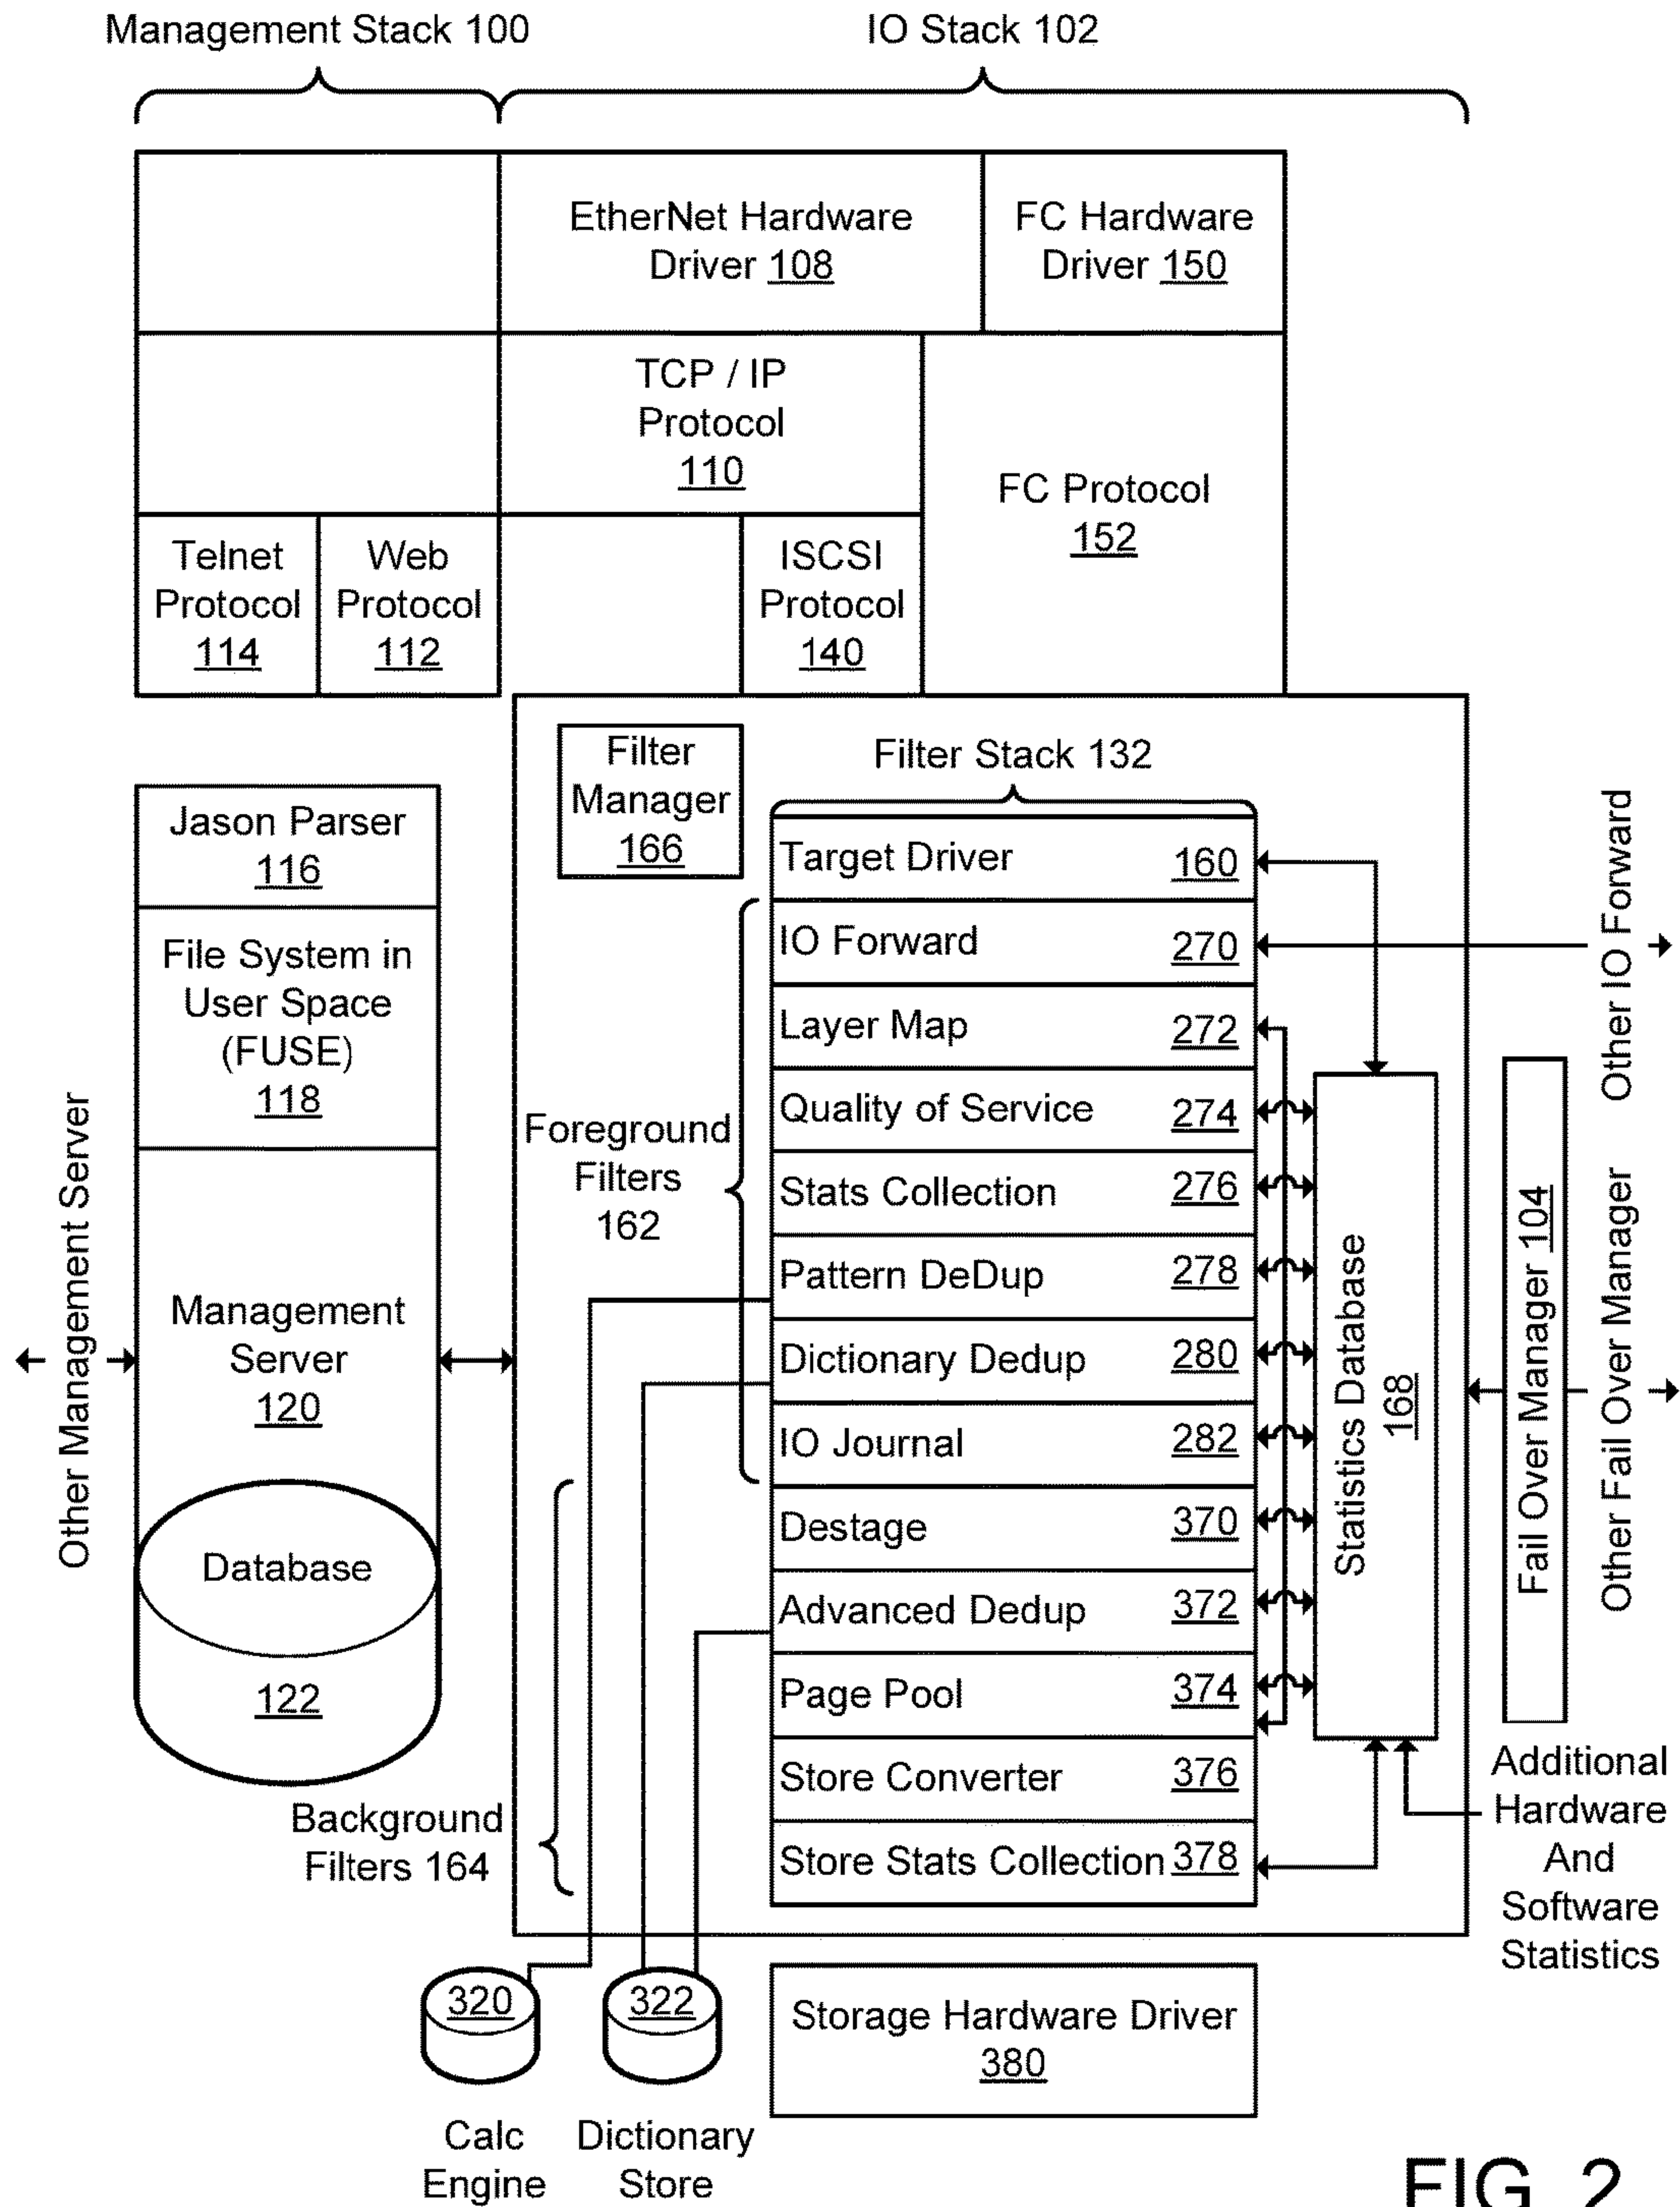 Management Stack 100
IO Stack 102
EtherNet Hardware
Driver 108
FC Hardware
Driver 150
TCP / IP
Protocol
110
FC Protocol
152
Telnet
Protocol
114
Web
Protocol
112
ISCSI
Protocol
140
Filter
Manager
166
Filter Stack 132
Jason Parser
116
File System in
User Space
(FUSE)
118
Management
Server
120
Database
122
Other Management Server
Foreground
Filters
162
Background
Filters 164
Target Driver 160
IO Forward 270
Layer Map 272
Quality of Service 274
Stats Collection 276
Pattern DeDup 278
Dictionary Dedup 280
IO Journal 282
Destage 370
Advanced Dedup 372
Page Pool 374
Store Converter 376
Store Stats Collection 378
Statistics Database
168
Fail Over Manager 104
Other IO Forward
Other Fail Over Manager
Additional
Hardware
And
Software
Statistics
320
Calc
Engine
322
Dictionary
Store
Storage Hardware Driver
380
FIG. 2